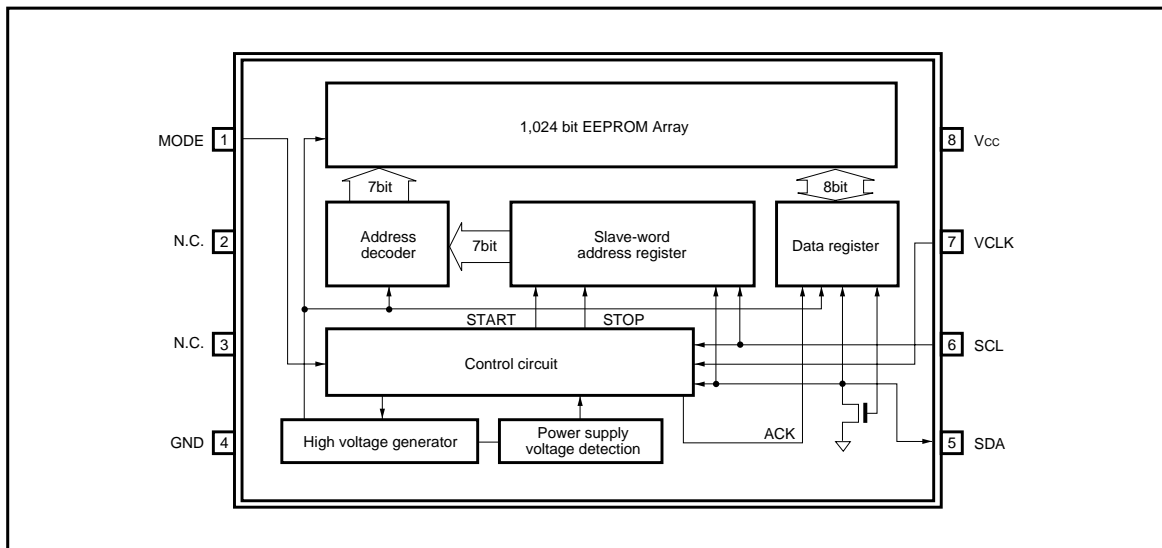 1,024 bit EEPROM Array
MODE 1
8 Vcc
7bit
8bit
N.C. 2
Address
decoder
7bit
Slave-word
address register
Data register
7 VCLK
START
STOP
N.C. 3
Control circuit
6 SCL
GND 4
High voltage generator
Power supply
voltage detection
ACK
5 SDA